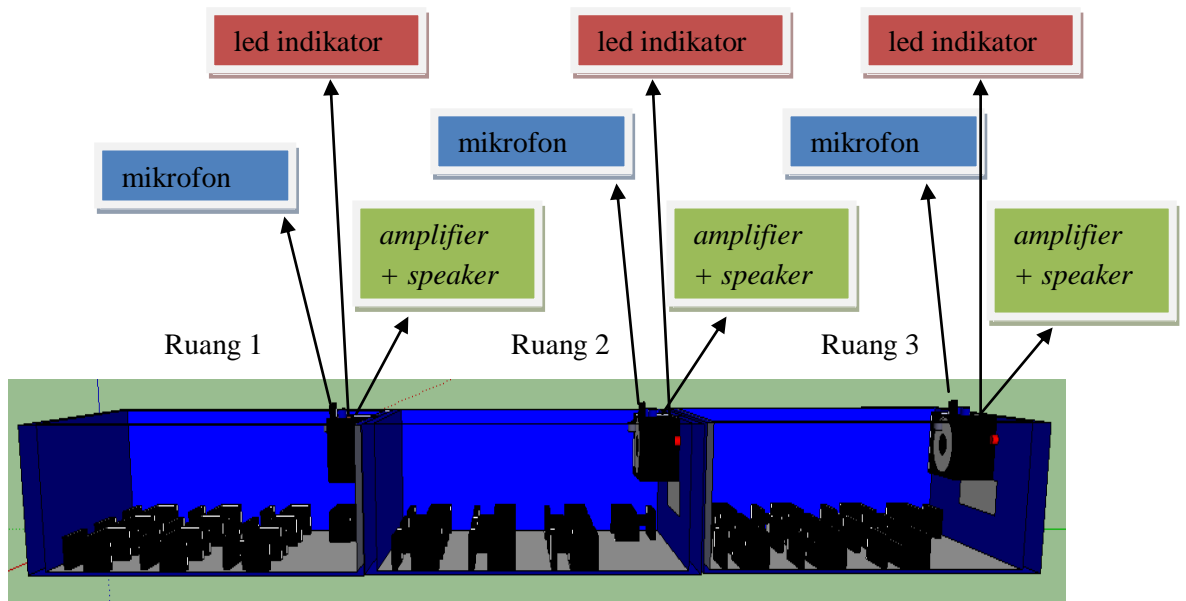 led indikator
led indikator
led indikator
mikrofon
mikrofon
mikrofon
amplifier
+ speaker
amplifier
+ speaker
amplifier
+ speaker
Ruang 1
Ruang 2
Ruang 3